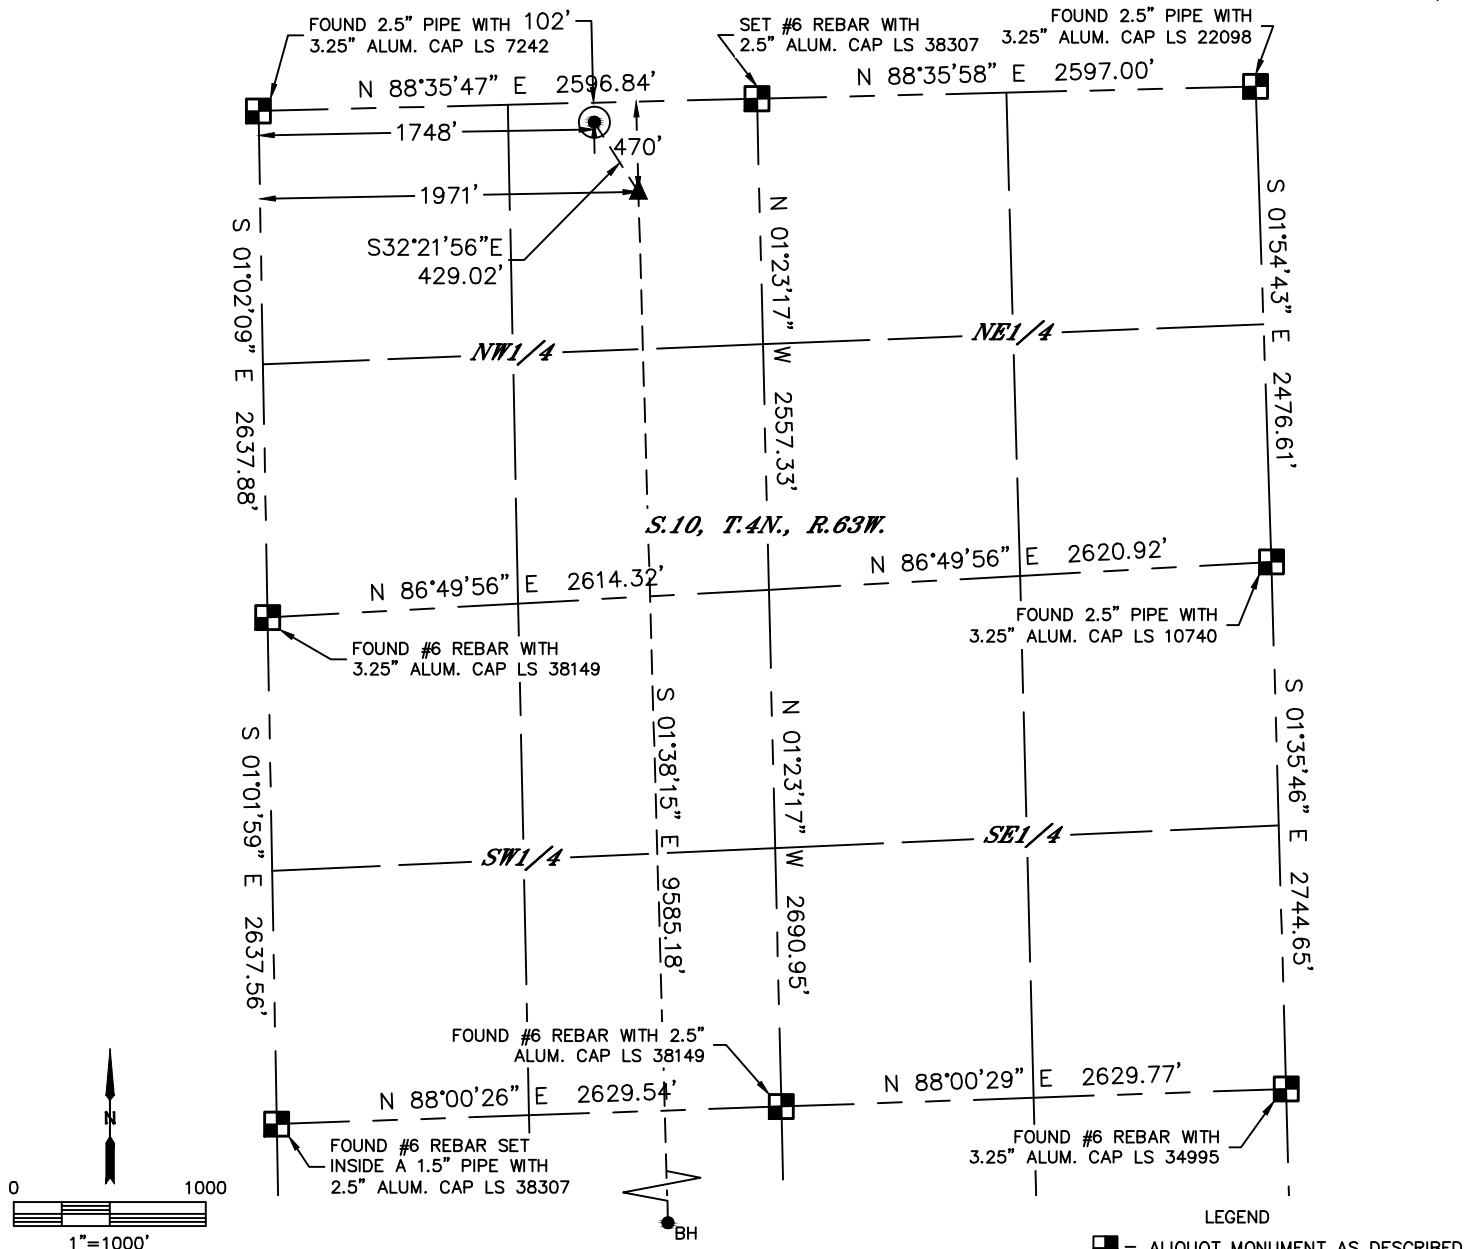 FOUND 2.5” PIPE WITH
3.25” ALUM. CAP LS 7242
102’
SET #6 REBAR WITH
2.5” ALUM. CAP LS 38307
FOUND 2.5” PIPE WITH
3.25” ALUM. CAP LS 22098
N 88°35’47” E 2596.84’
N 88°35’58” E 2597.00’
1748’
470’
1971’
S32°21’56”E
429.02’
S 01°02’09” E 2637.88’
N 01°23’17” W 2557.33’
S 01°54’43” E 2476.61’
NW1/4
NE1/4
S.10, T.4N., R.63W.
N 86°49’56” E 2614.32’
N 86°49’56” E 2620.92’
FOUND #6 REBAR WITH
3.25” ALUM. CAP LS 38149
FOUND 2.5” PIPE WITH
3.25” ALUM. CAP LS 10740
S 01°01’59” E 2637.56’
S 01°38’15” E 9585.18’
N 01°23’17” W 2690.95’
S 01°35’46” E 2744.65’
SW1/4
SE1/4
FOUND #6 REBAR WITH 2.5”
ALUM. CAP LS 38149
N 88°00’26” E 2629.54’
N 88°00’29” E 2629.77’
FOUND #6 REBAR SET
INSIDE A 1.5” PIPE WITH
2.5” ALUM. CAP LS 38307
FOUND #6 REBAR WITH
3.25” ALUM. CAP LS 34995
N
0 1000
1”=1000’
BH
LEGEND
= ALIQUOT MONUMENT AS DESCRIBED